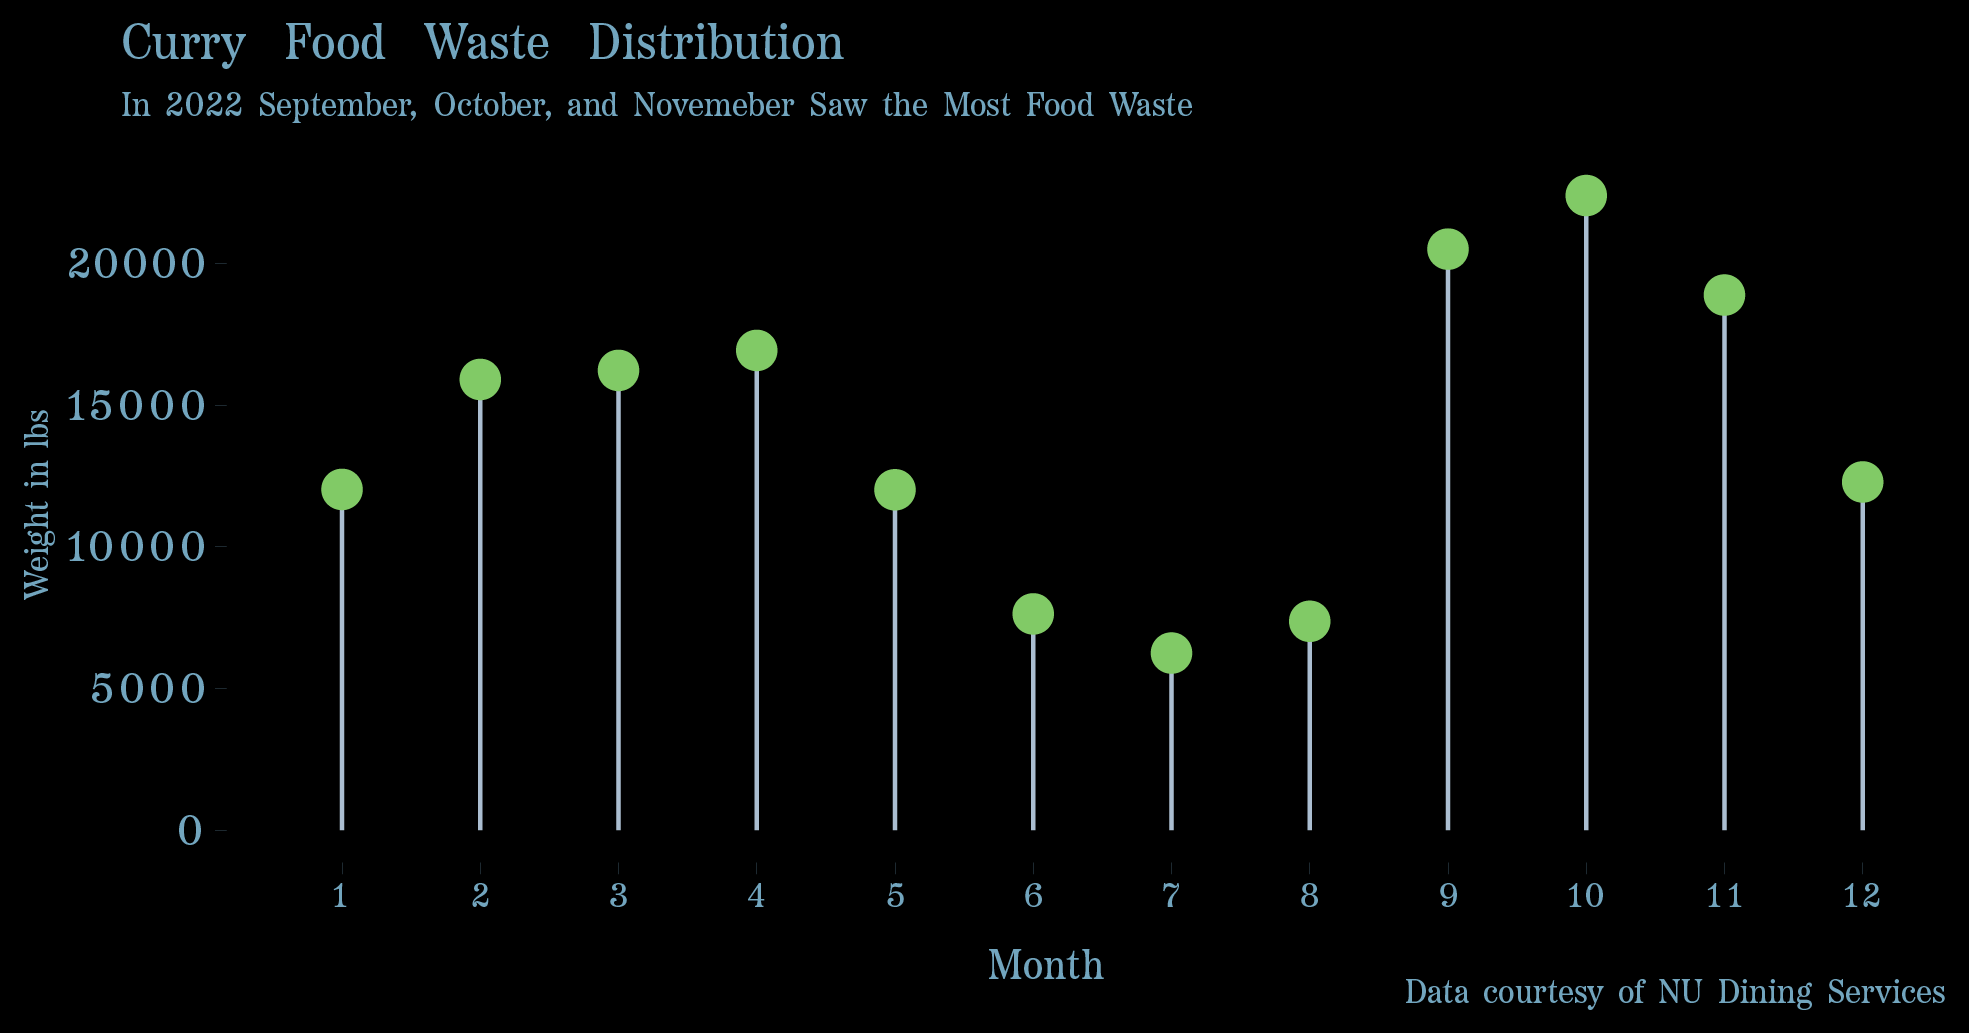 Curry Food Waste Distribution
In 2022 September, October, and Novemeber Saw the Most Food Waste
20000
15000
10000
5000
0
Weight in lbs
1 2 3 4 5 6 7 8 9 10 11 12
Month
Data courtesy of NU Dining Services